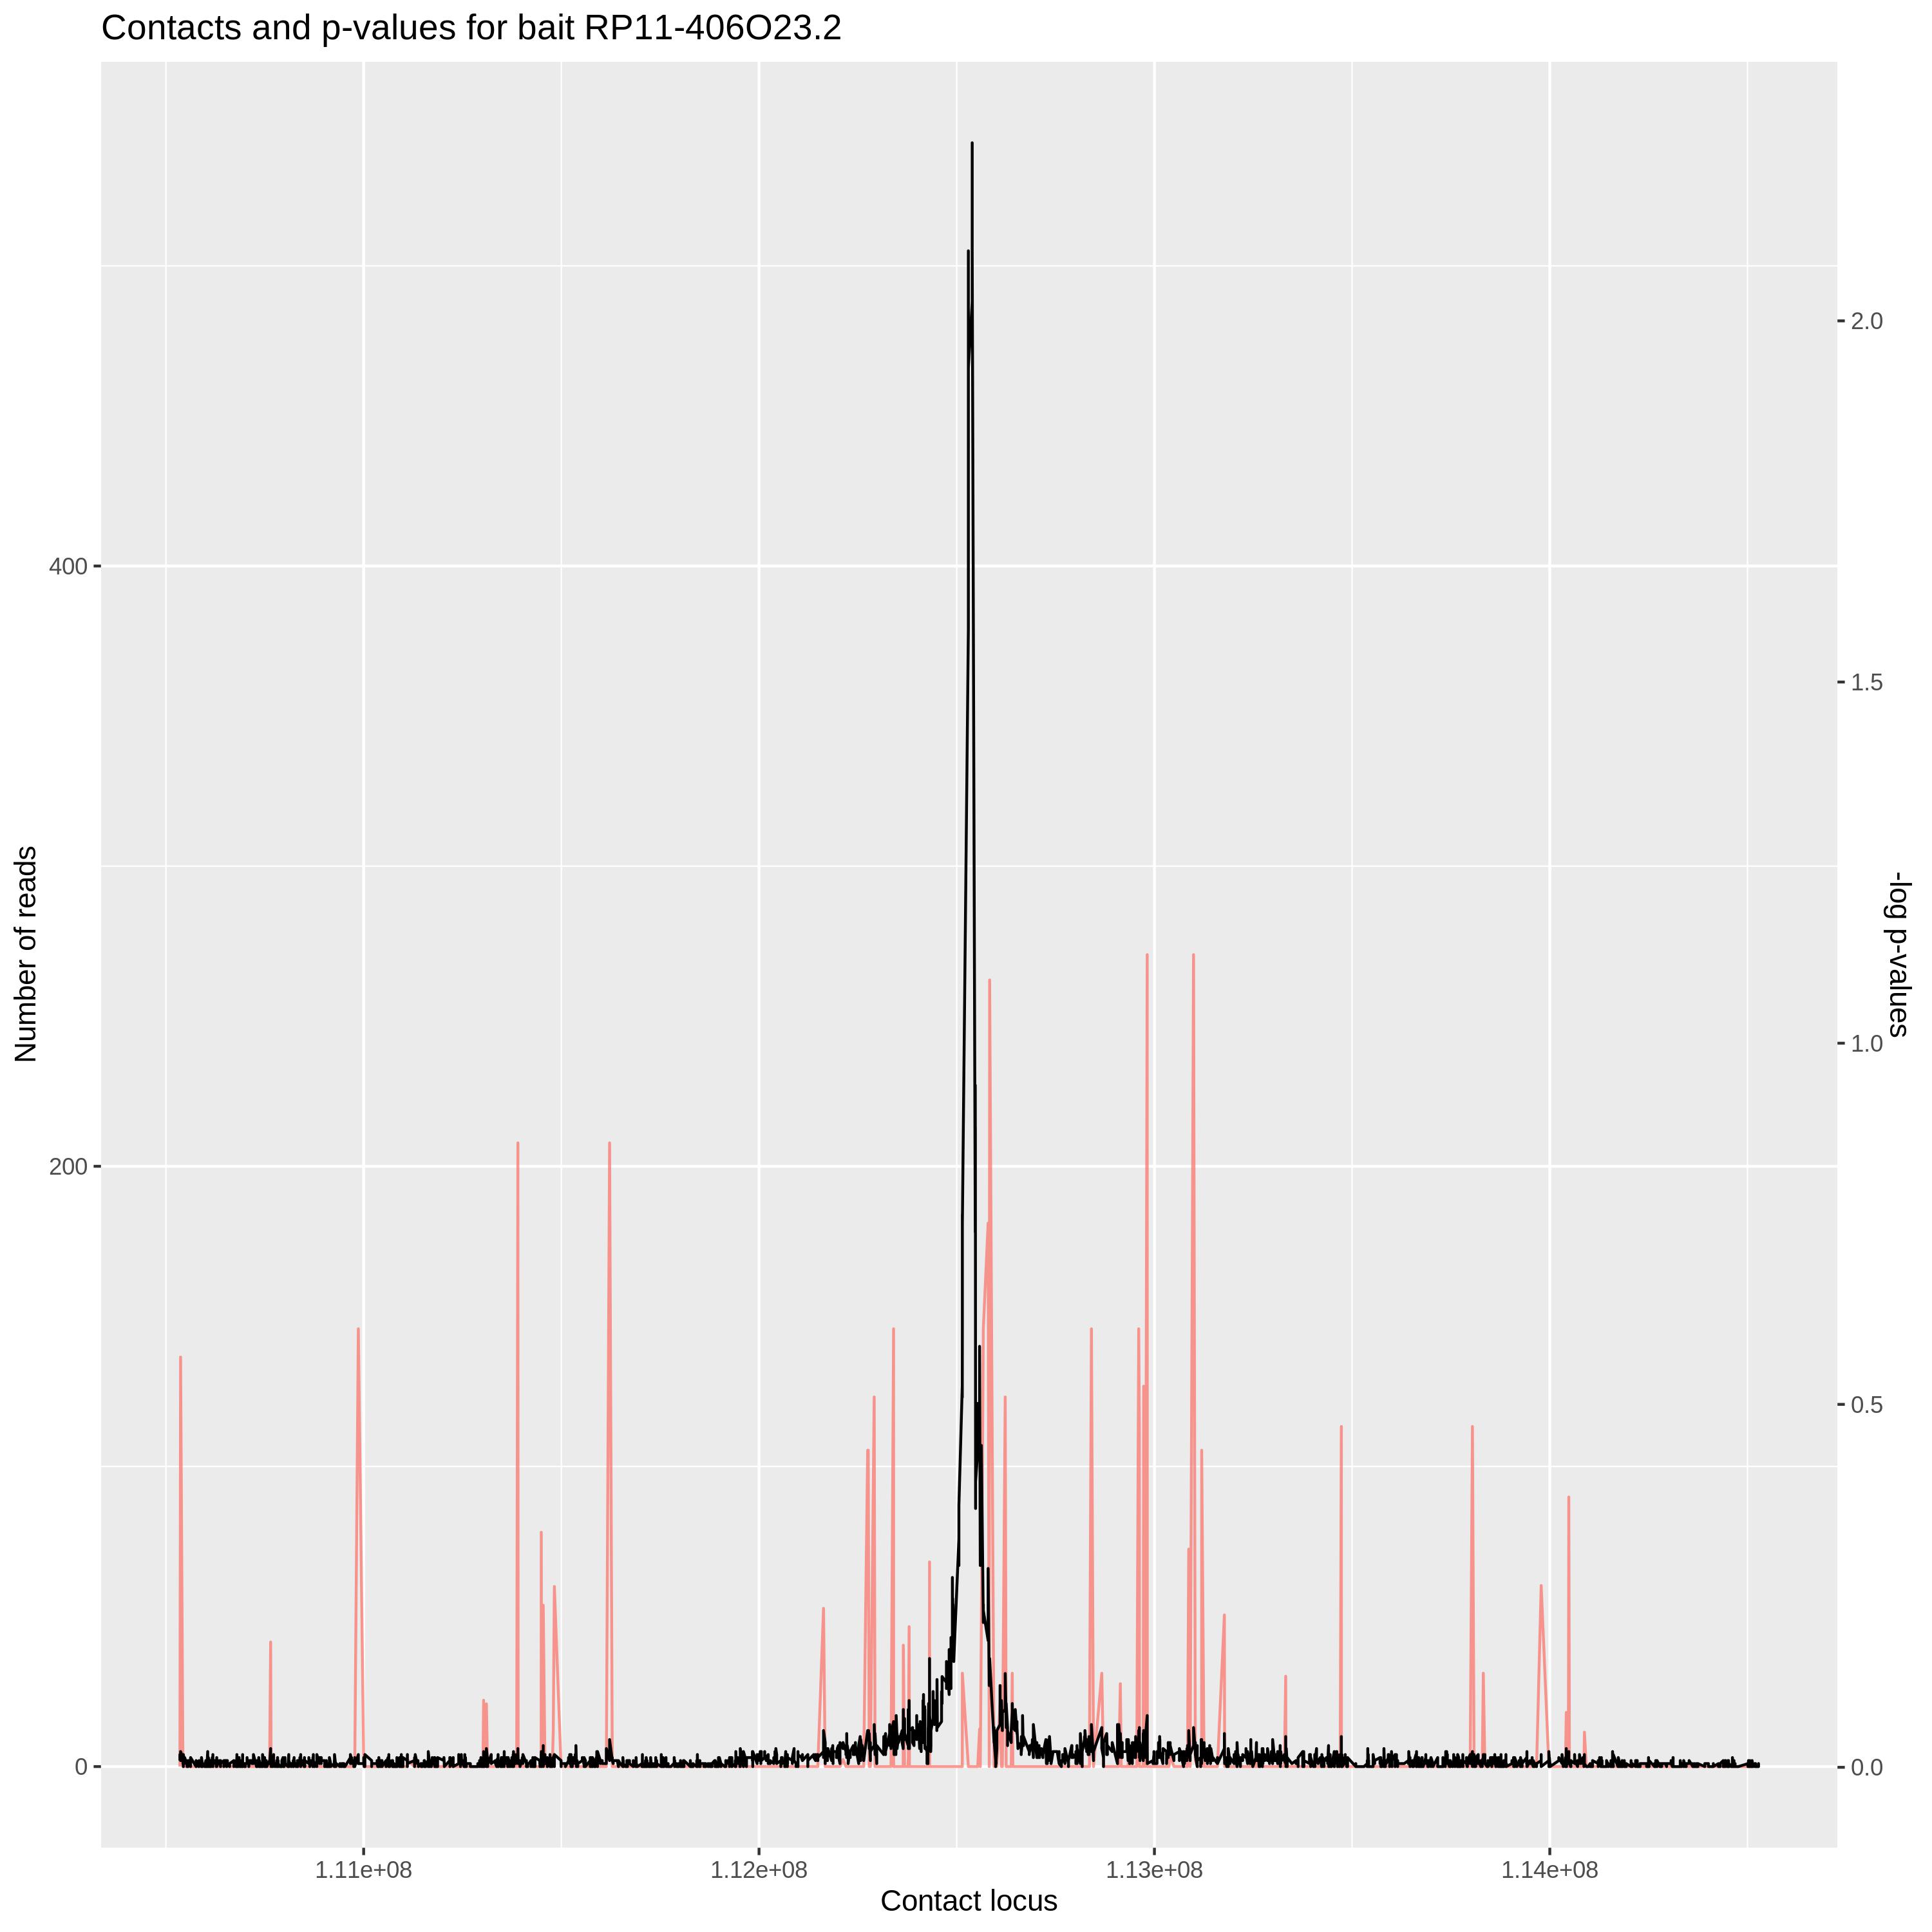 Contacts and p-values for bait RP11-406O23.2
Number of reads
400
200
0
2.0
1.5
1.0
0.5
0.0
-log p-values
1.11e+08
1.12e+08
1.13e+08
1.14e+08
Contact locus